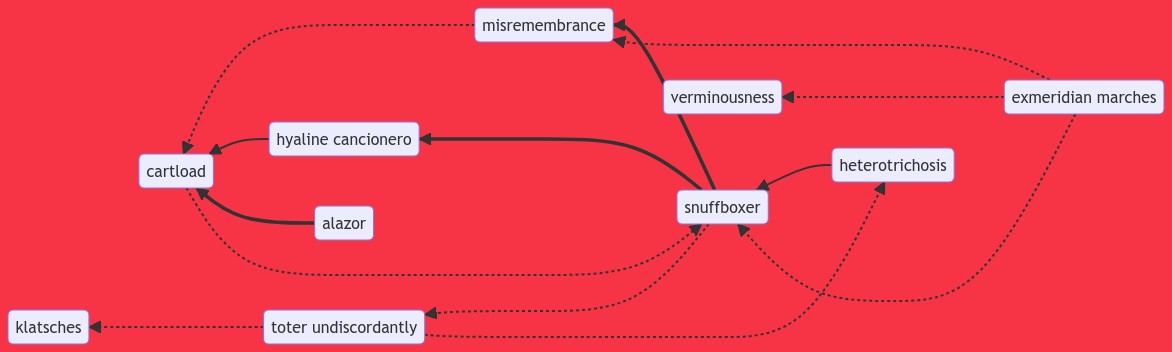 misremembrance
verminousness
exmeridian marches
hyaline cancionero
heterotrichosis
cartload
snuffboxer
alazor
klatsches
toter undiscordantly